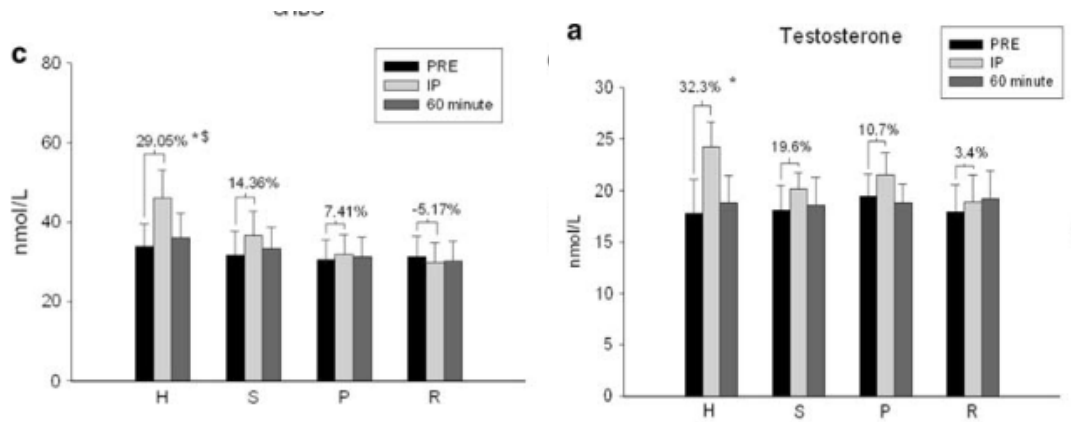 c
80
60
40
20
0
nmol/L
PRE
IP
60 minute
29.05% *$
14.36%
7.41%
-5.17%
H S P R
a
Testosterone
30
25
20
15
10
5
0
nmol/L
PRE
IP
60 minute
32.3% *
19.6%
10.7%
3.4%
H S P R